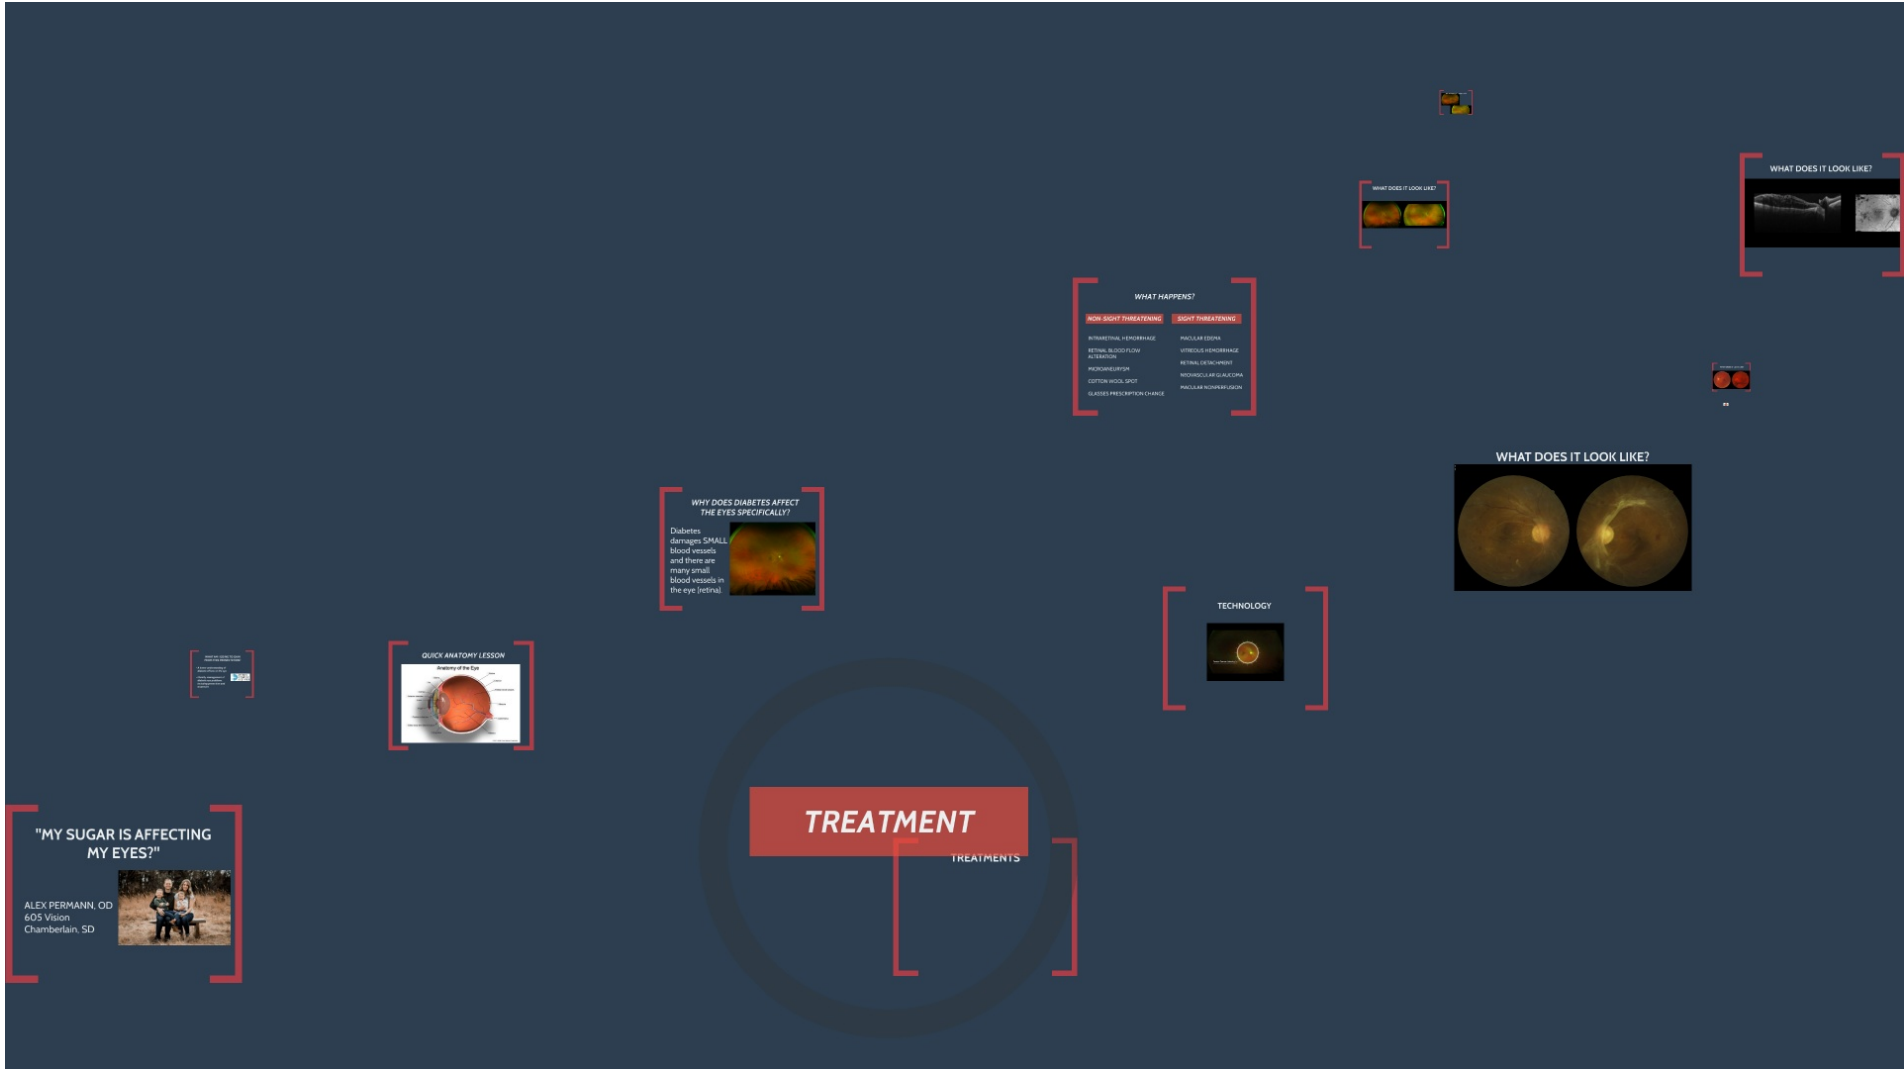 "MY SUGAR IS AFFECTING
MY EYES?"
ALEX PERMANN, OD
605 Vision
Chamberlain, SD
QUICK ANATOMY LESSON
Anatomy of the Eye
WHY DOES DIABETES AFFECT
THE EYES SPECIFICALLY?
Diabetes
damages SMALL
blood vessels
and there are
many small
blood vessels in
the eye (retina).
WHAT HAPPENS?
NON-SIGHT THREATENING
INTRARETINAL HEMORRHAGE
RETINAL BLOOD FLOW
ALTERATION
MICROANEURYSM
COTTON WOOL SPOT
GLASSES PRESCRIPTION CHANGE
SIGHT THREATENING
MACULAR EDEMA
VITREOUS HEMORRHAGE
RETINAL DETACHMENT
NEOVASCULAR GLAUCOMA
MACULAR NONPERFUSION
WHAT DOES IT LOOK LIKE?
WHAT DOES IT LOOK LIKE?
WHAT DOES IT LOOK LIKE?
TECHNOLOGY
TREATMENT
TREATMENTS